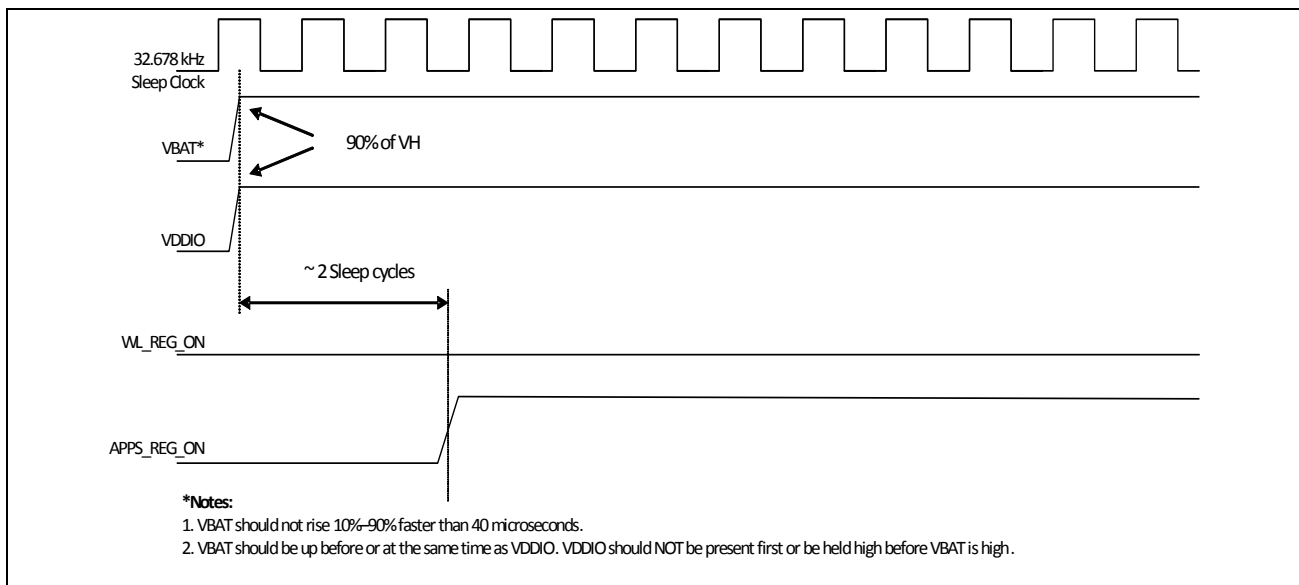 32.678 kHz
Sleep Clock
VBAT*
90% of VH
VDDIO
~ 2 Sleep cycles
WL_REG_ON
APPS_REG_ON
*Notes:
1. VBAT should not rise 10%–90% faster than 40 microseconds.
2. VBAT should be up before or at the same time as VDDIO. VDDIO should NOT be present first or be held high before VBAT is high.